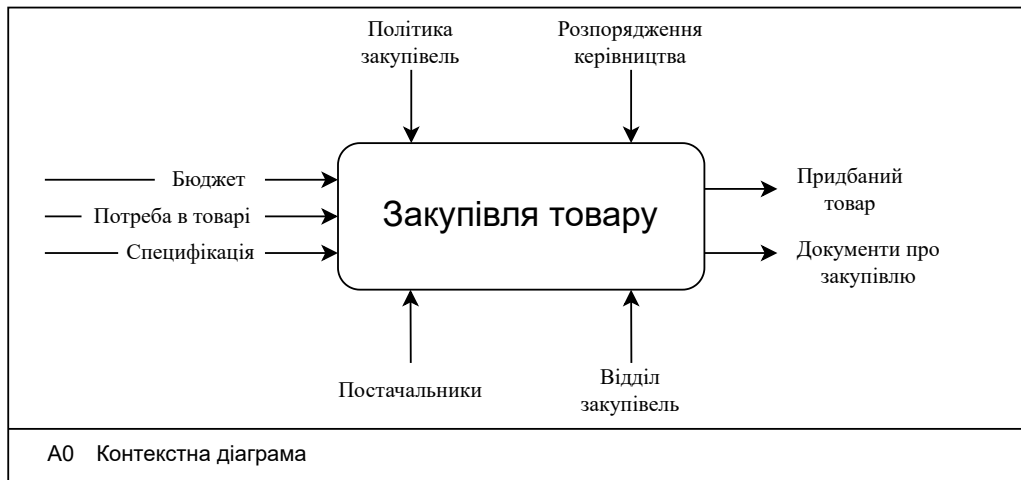 Політика
закупівель
Розпорядження
керівництва
Бюджет
Потреба в товарі
Специфікація
Закупівля товару
Придбаний
товар
Документи про
закупівлю
Постачальники
Відділ
закупівель
A0 Контекстна діаграма